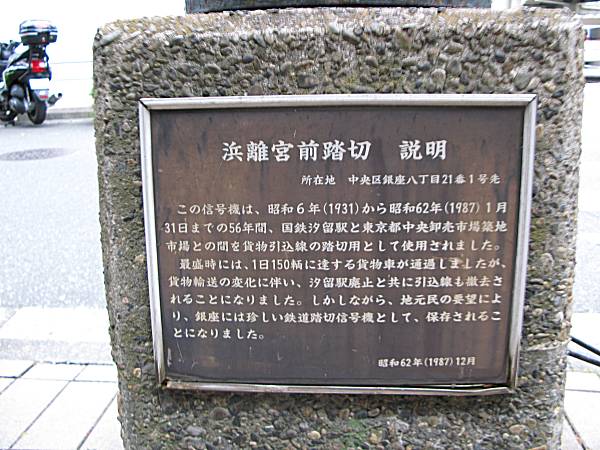 浜離宮前踏切 説明
所在地 中央区銀座八丁目21番1号先
この信号機は、昭和6年(1931)から昭和62年(1987)1月
31日までの56年間、国鉄汐留駅と東京都中央卸売市場築地
市場との間を貨物引込線の踏切用として使用されました。
最盛時には、1日150輌に達する貨物車が通過しましたが、
貨物輸送の変化に伴い、汐留駅廃止と共に引込線も撤去さ
れることになりました。しかしながら、地元民の要望によ
り、銀座には珍しい鉄道踏切信号機として、保存されるこ
とになりました。
昭和62年(1987)12月